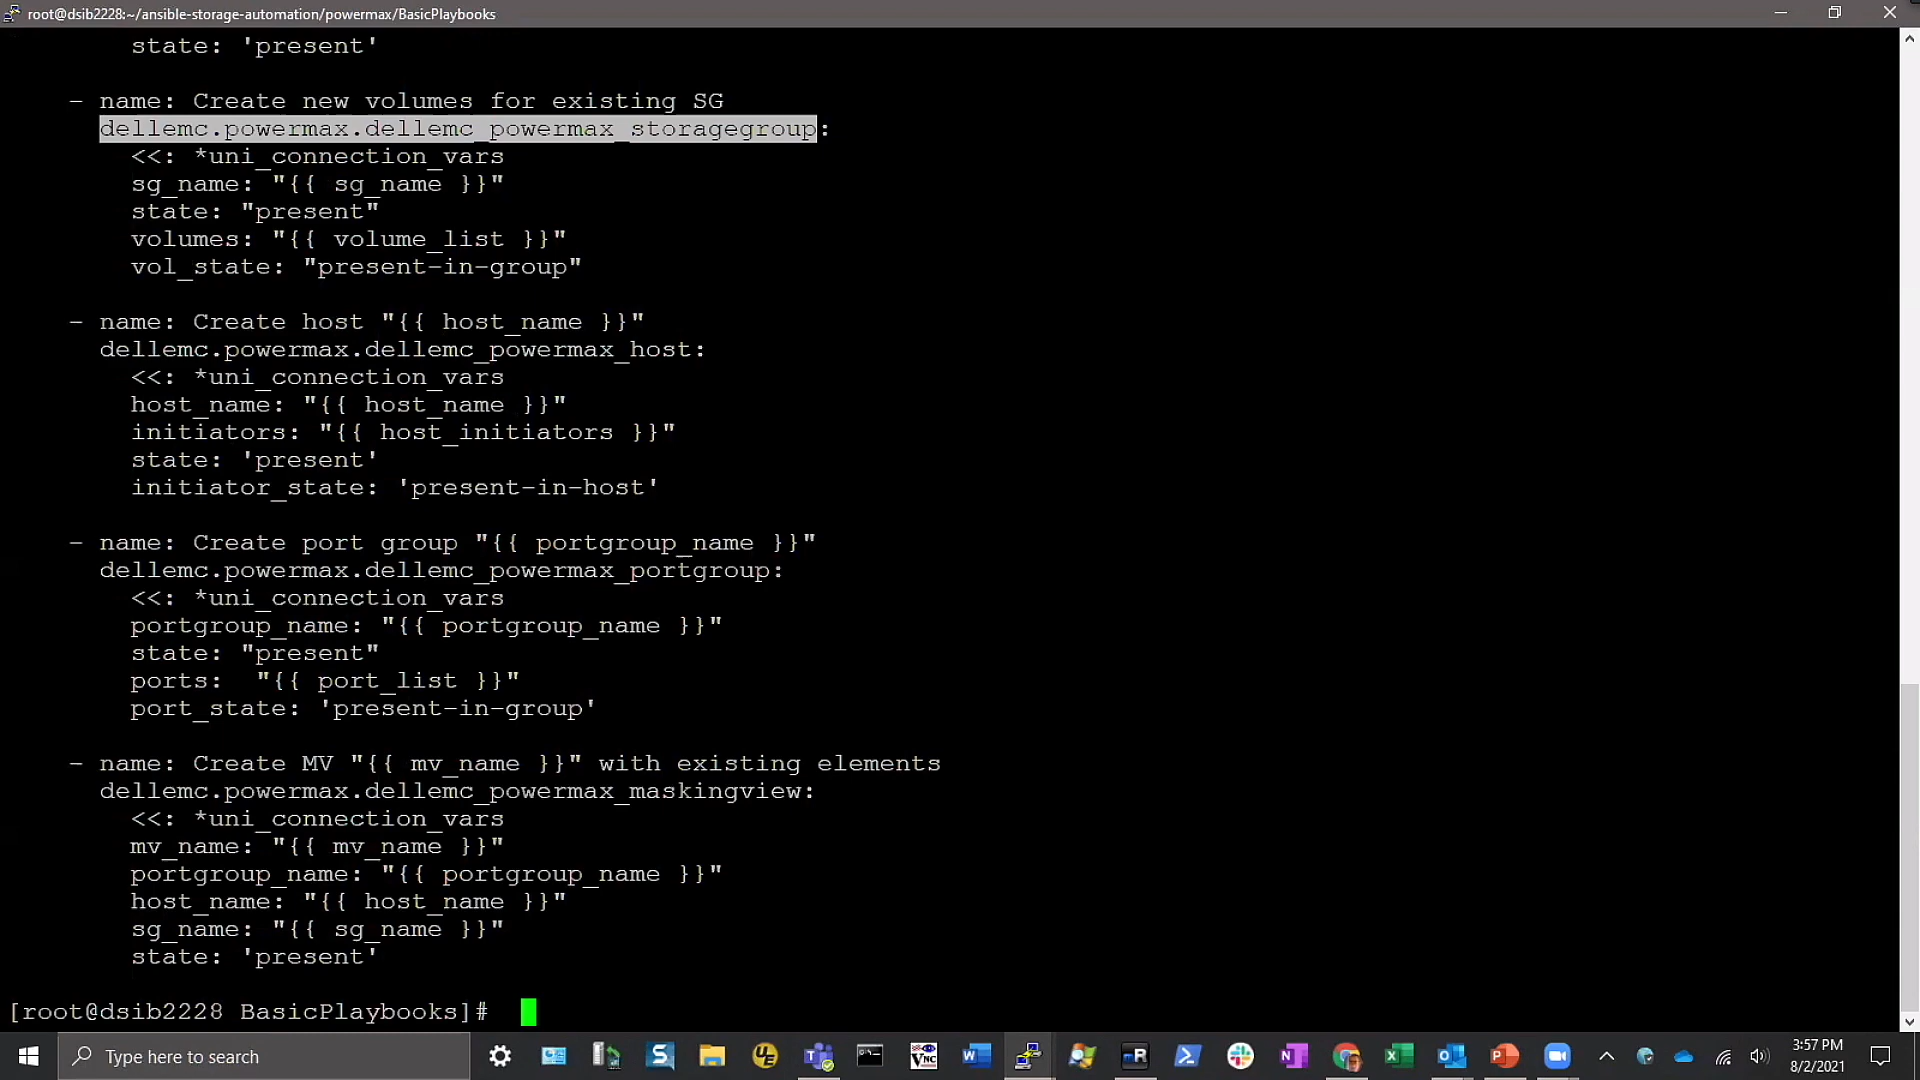 root@dsib2228:~/ansible-storage-automation/powermax/BasicPlaybooks
state: 'present'
- name: Create new volumes for existing SG
dellemc.powermax.dellemc_powermax_storagegroup:
<<: *uni_connection_vars
sg_name: "{{ sg_name }}"
state: "present"
volumes: "{{ volume_list }}"
vol_state: "present-in-group"
- name: Create host "{{ host_name }}"
dellemc.powermax.dellemc_powermax_host:
<<: *uni_connection_vars
host_name: "{{ host_name }}"
initiators: "{{ host_initiators }}"
state: 'present'
initiator_state: 'present-in-host'
- name: Create port group "{{ portgroup_name }}"
dellemc.powermax.dellemc_powermax_portgroup:
<<: *uni_connection_vars
portgroup_name: "{{ portgroup_name }}"
state: "present"
ports:  "{{ port_list }}"
port_state: 'present-in-group'
- name: Create MV "{{ mv_name }}" with existing elements
dellemc.powermax.dellemc_powermax_maskingview:
<<: *uni_connection_vars
mv_name: "{{ mv_name }}"
portgroup_name: "{{ portgroup_name }}"
host_name: "{{ host_name }}"
sg_name: "{{ sg_name }}"
state: 'present'
[root@dsib2228 BasicPlaybooks]#
Type here to search
3:57 PM
8/2/2021